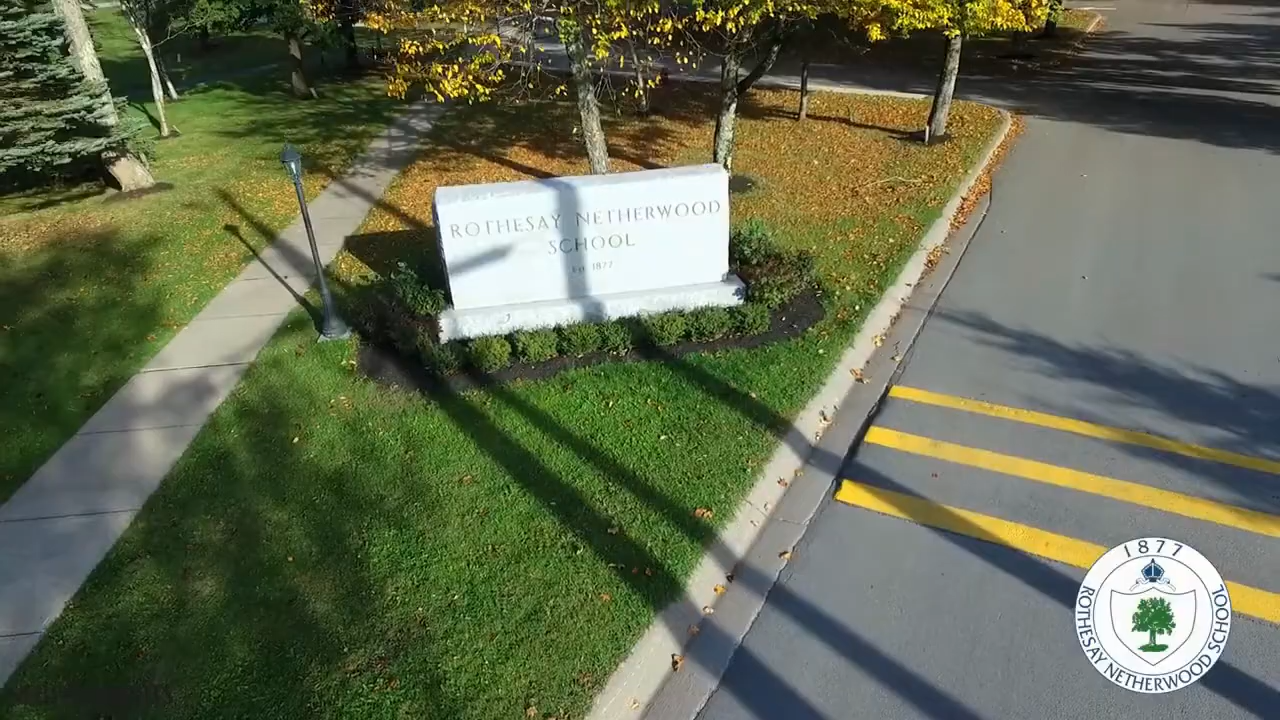 ROTHESAY NETHERWOOD
SCHOOL
Est. 1877
1877
ROTHESAY NETHERWOOD SCHOOL